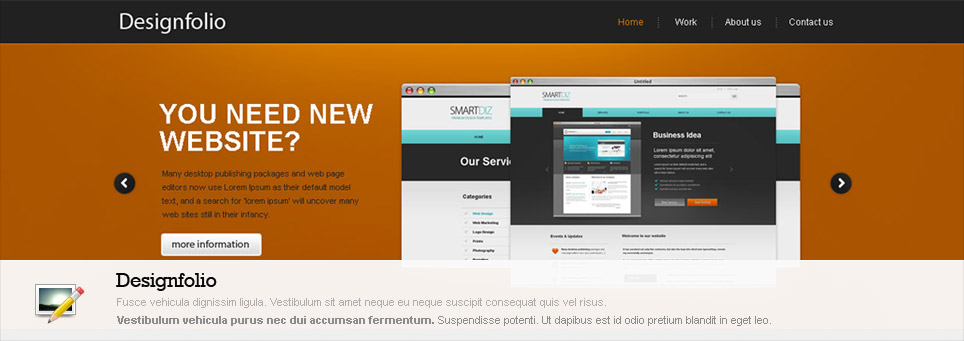 Designfolio
Home
Work
About us
Contact us
YOU NEED NEW
WEBSITE?
Many desktop publishing packages and web page
editors now use Lorem Ipsum as their default model
text, and a search for 'lorem ipsum' will uncover many
web sites still in their infancy.
more information
Untitled
SMARTDIZ
HOME
Our Servi
Categories
Web Design
Web Marketing
Logo Design
Prints
Photography
Branding
SMARTDIZ
HOME
Business Idea
Lorem ipsum dolor sit amet,
consectetur adipiscing elit.
Events & Updates
Welcome to our website
Designfolio
Fusce vehicula dignissim ligula. Vestibulum sit amet neque eu neque suscipit consequat quis vel risus.
Vestibulum vehicula purus nec dui accumsan fermentum. Suspendisse potenti. Ut dapibus est id odio pretium blandit in eget leo.